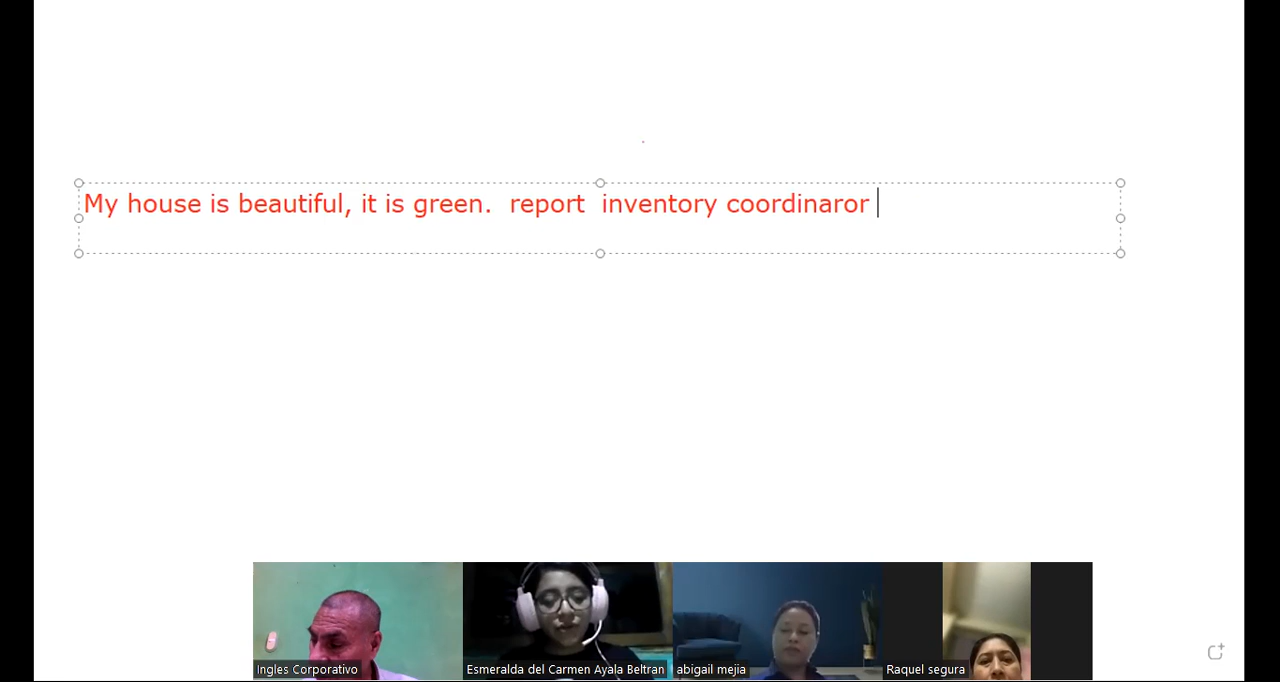 My house is beautiful, it is green. report inventory coordinaror
Ingles Corporativo
Esmeralda del Carmen Ayala Beltran
abigail mejia
Raquel segura